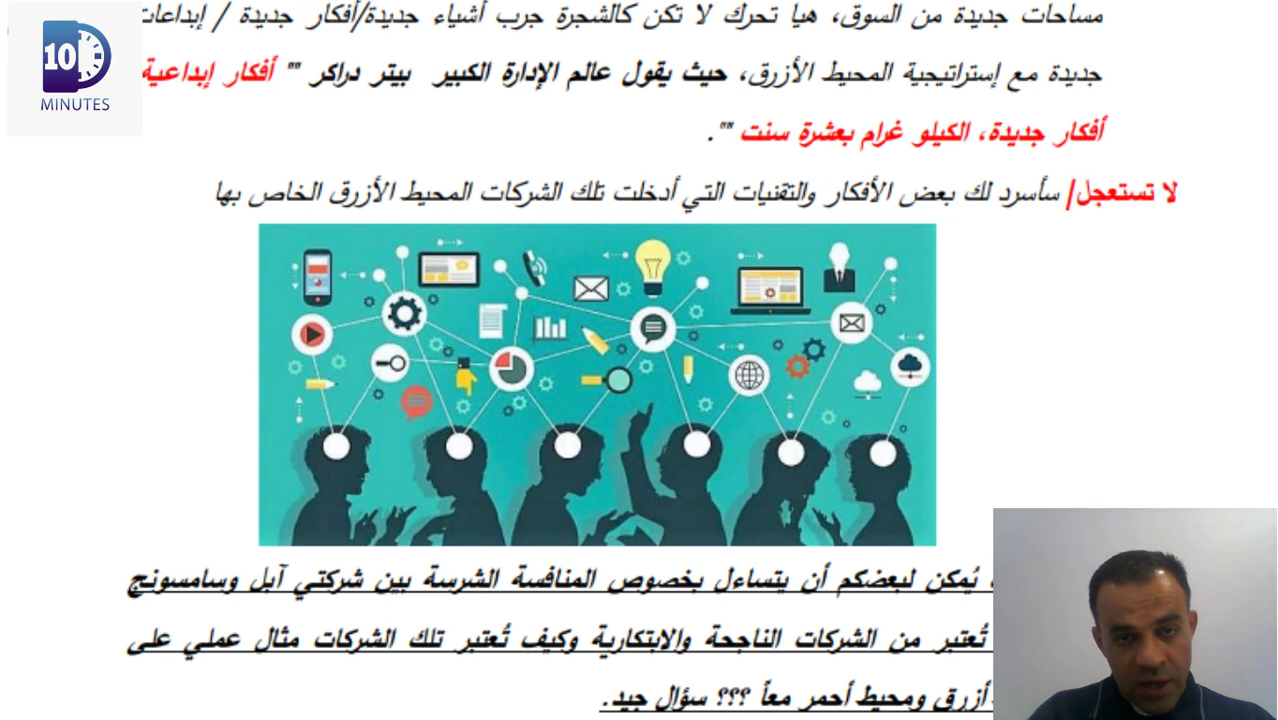 مساحات جديدة من السوق، هيا تحرك لا تكن كالشجرة جرب أشياء جديدة/أفكار جديدة / إبداعات
جديدة مع إستراتيجية المحيط الأزرق، حيث يقول عالم الإدارة الكبير بيتر دراكر "" أفكار إبداعية
أفكار جديدة، الكيلو غرام بعشرة سنت "".
لا تستعجل/ سأسرد لك بعض الأفكار والتقنيات التي أدخلت تلك الشركات المحيط الأزرق الخاص بها
يُمكن لبعضكم أن يتساءل بخصوص المنافسة الشرسة بين شركتي آبل وسامسونج
تُعتبر من الشركات الناجحة والابتكارية وكيف تُعتبر تلك الشركات مثال عملي على
أزرق ومحيط أحمر معاً ؟؟؟ سؤال جيد.
10
MINUTES